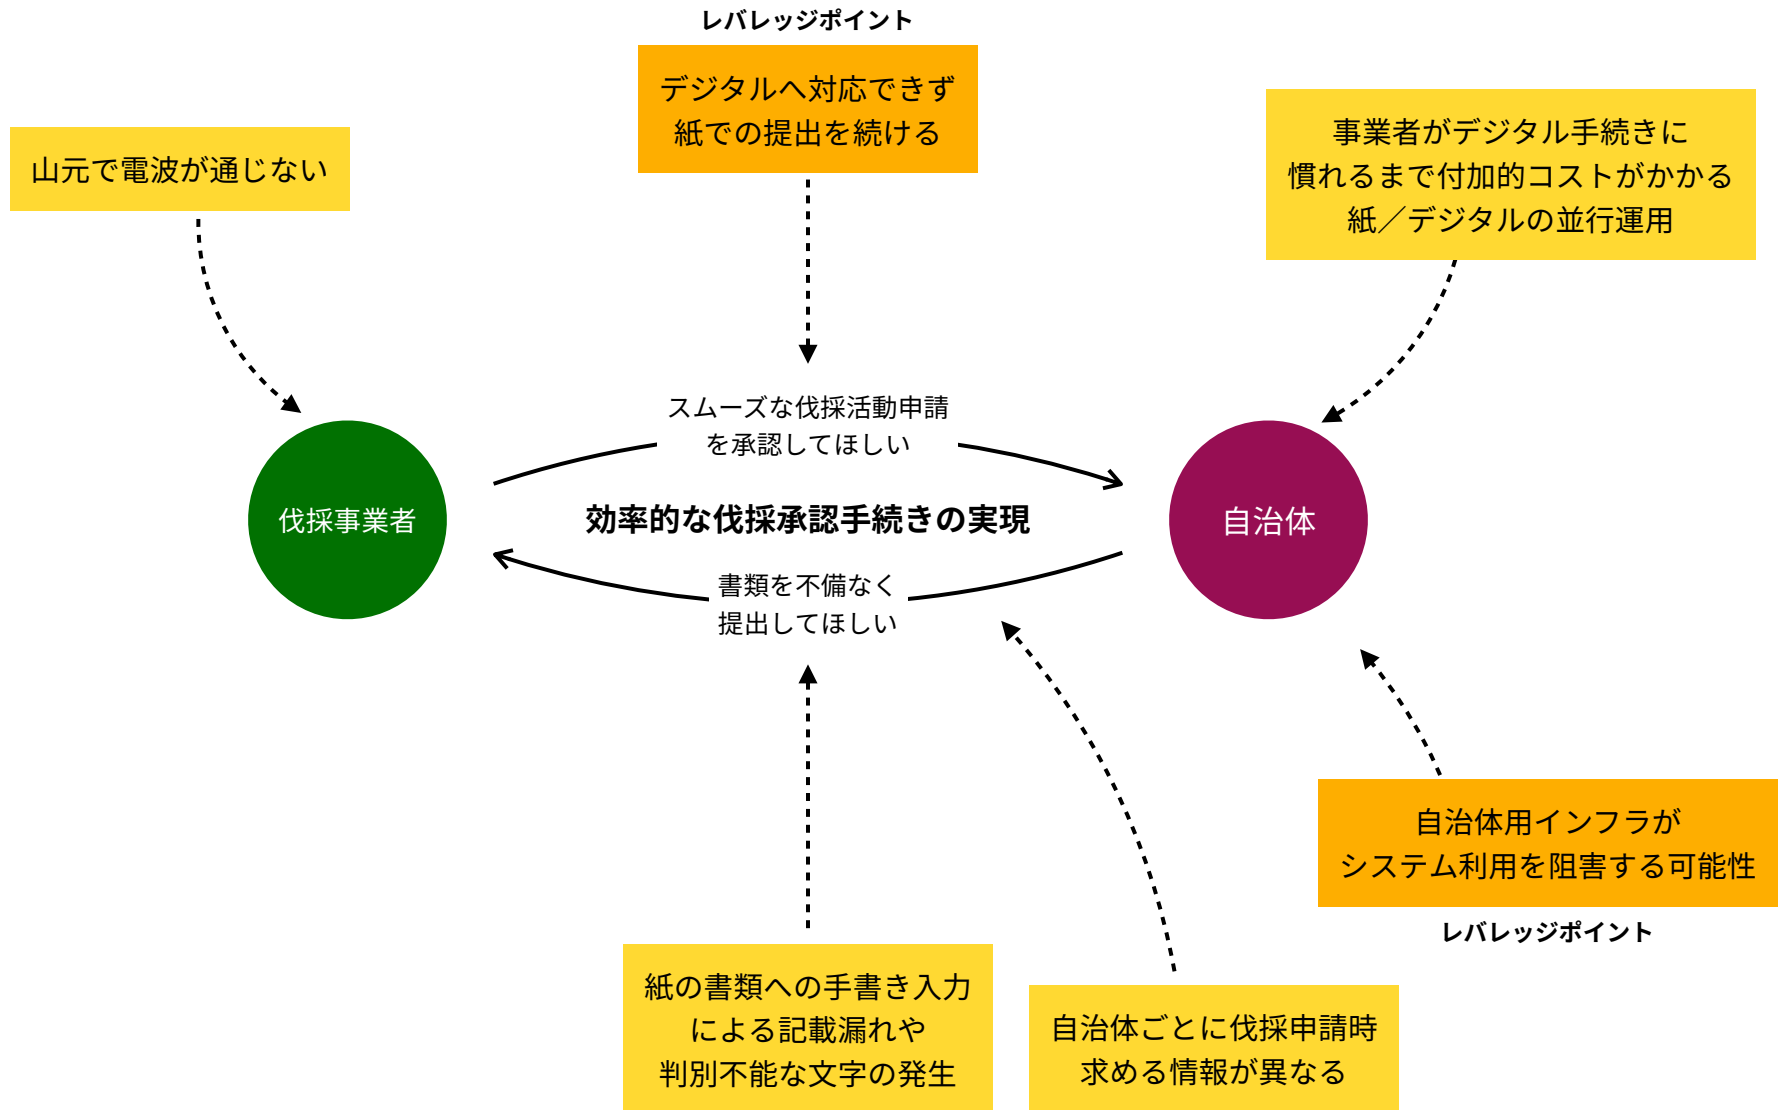 レバレッジポイント
デジタルへ対応できず
紙での提出を続ける
山元で電波が通じない
事業者がデジタル手続きに
慣れるまで付加的コストがかかる
紙／デジタルの並行運用
スムーズな伐採活動申請
を承認してほしい
伐採事業者
効率的な伐採承認手続きの実現
自治体
書類を不備なく
提出してほしい
自治体用インフラが
システム利用を阻害する可能性
レバレッジポイント
紙の書類への手書き入力
による記載漏れや
判別不能な文字の発生
自治体ごとに伐採申請時
求める情報が異なる